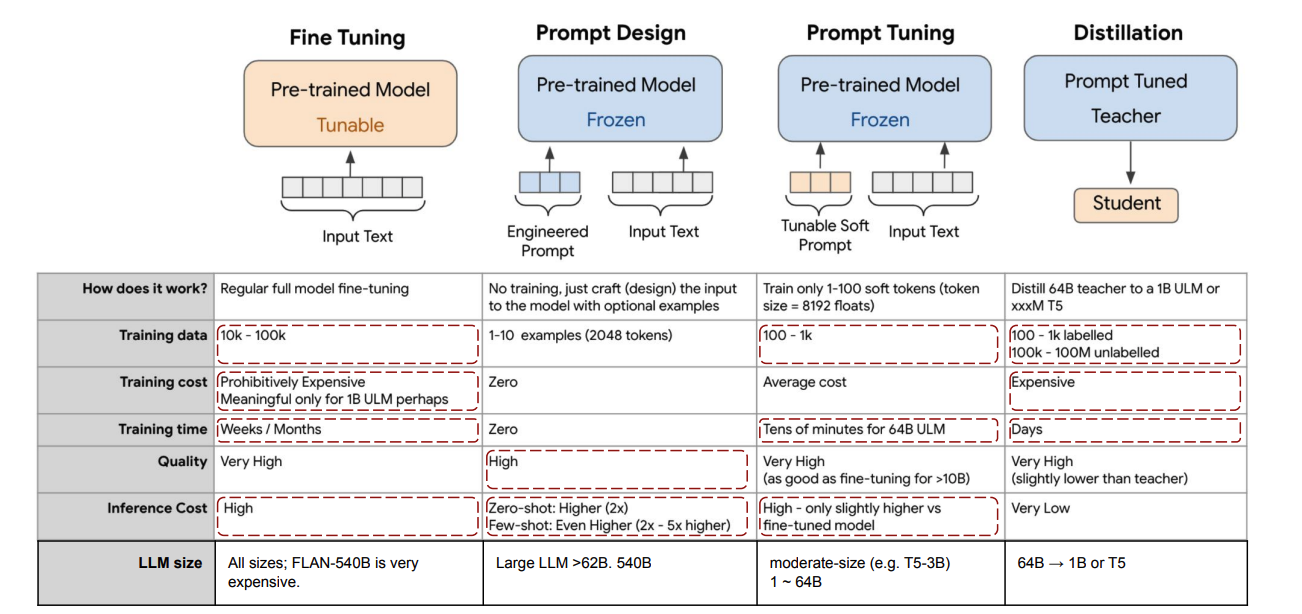 Fine Tuning
Pre-trained Model
Tunable
Input Text
Prompt Design
Pre-trained Model
Frozen
Engineered
Prompt
Input Text
Prompt Tuning
Pre-trained Model
Frozen
Tunable Soft
Prompt
Input Text
Distillation
Prompt Tuned
Teacher
Student
How does it work?
Regular full model fine-tuning
No training, just craft (design) the input
to the model with optional examples
Train only 1-100 soft tokens (token
size = 8192 floats)
Distill 64B teacher to a 1B ULM or
xxxM T5
Training data
10k - 100k
1-10 examples (2048 tokens)
100 - 1k
100 - 1k labelled
100k - 100M unlabelled
Training cost
Prohibitively Expensive
Meaningful only for 1B ULM perhaps
Zero
Average cost
Expensive
Training time
Weeks / Months
Zero
Tens of minutes for 64B ULM
Days
Quality
Very High
High
Very High
(as good as fine-tuning for >10B)
Very High
(slightly lower than teacher)
Inference Cost
High
Zero-shot: Higher (2x)
Few-shot: Even Higher (2x - 5x higher)
High - only slightly higher vs
fine-tuned model
Very Low
LLM size
All sizes; FLAN-540B is very
expensive.
Large LLM >62B. 540B
moderate-size (e.g. T5-3B)
1 ~ 64B
64B → 1B or T5